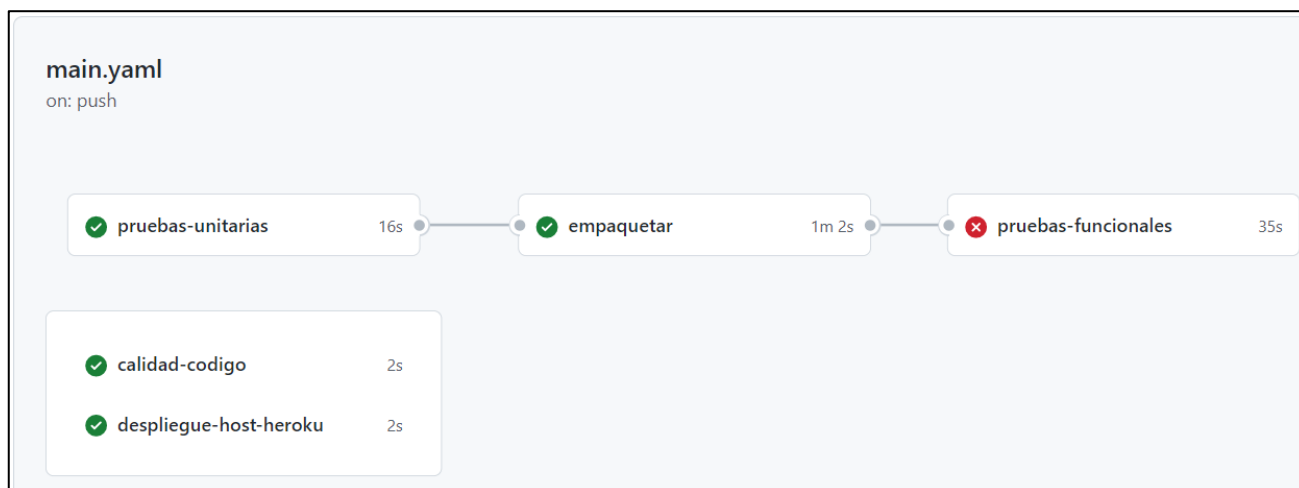 main.yaml
on: push
pruebas-unitarias 16s
empaquetar 1m 2s
pruebas-funcionales 35s
calidad-codigo 2s
despliegue-host-heroku 2s